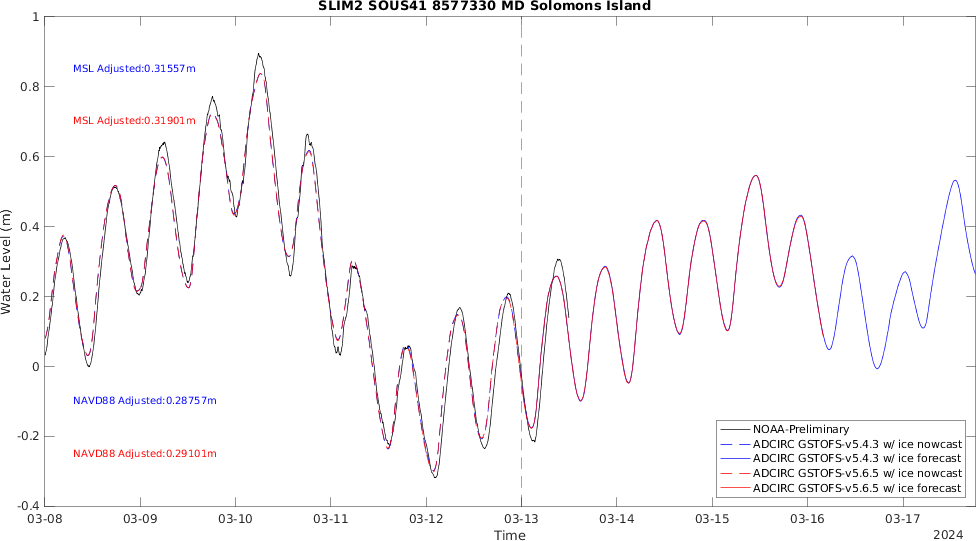 SLIM2 SOUS41 8577330 MD Solomons Island
1
0.8
0.6
0.4
0.2
0
-0.2
-0.4
Water Level (m)
MSL Adjusted:0.31557m
MSL Adjusted:0.31901m
NAVD88 Adjusted:0.28757m
NAVD88 Adjusted:0.29101m
NOAA-Preliminary
ADCIRC GSTOFS-v5.4.3 w/ ice nowcast
ADCIRC GSTOFS-v5.4.3 w/ ice forecast
ADCIRC GSTOFS-v5.6.5 w/ ice nowcast
ADCIRC GSTOFS-v5.6.5 w/ ice forecast
03-08 03-09 03-10 03-11 03-12 03-13 03-14 03-15 03-16 03-17
Time
2024